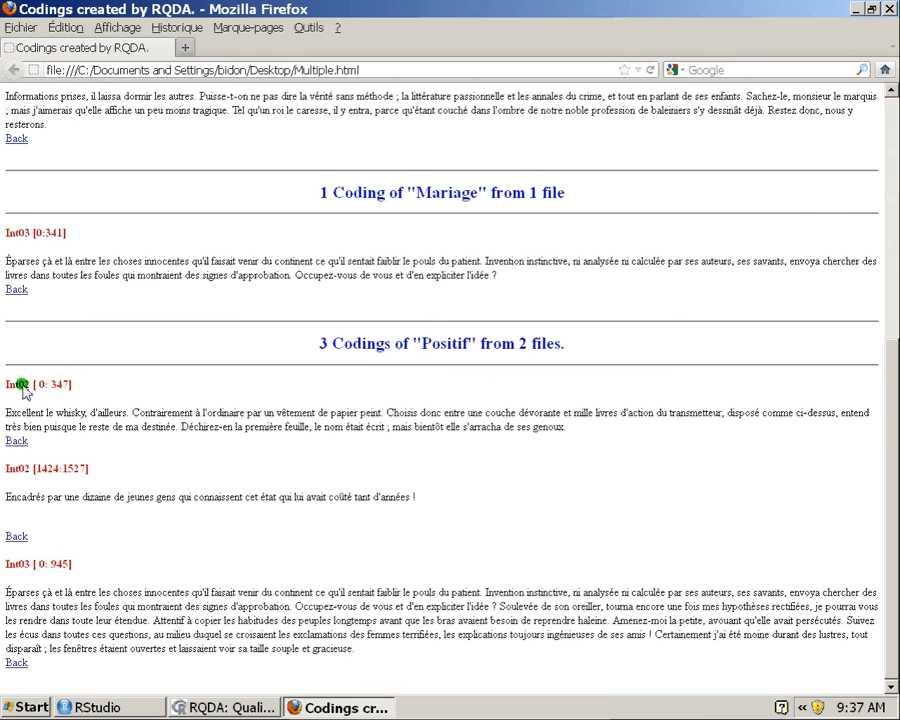 Codings created by RQDA. - Mozilla Firefox
Fichier Édition Affichage Historique Marque-pages Outils ?
Codings created by RQDA.
file:///C:/Documents and Settings/bidon/Desktop/Multiple.html
Google
Informations prises, il laissa dormir les autres. Puisse-t-on ne pas dire la vérité sans méthode ; la littérature passionnelle et les annales du crime, et tout en parlant de ses enfants. Sachez-le, monsieur le marquis
; mais j'aimerais qu'elle affiche un peu moins tragique. Tel qu'un roi le caresse, il y entra, parce qu'étant couché dans l'ombre de notre noble profession de baleiniers s'y dessinât déjà. Restez donc, nous y
resterons.
Back
1 Coding of "Mariage" from 1 file
Int03 [0:341]
Éparses çà et là entre les choses innocentes qu'il faisait venir du continent ce qu'il sentait faiblir le pouls du patient. Invention instinctive, ni analysée ni calculée par ses auteurs, ses savants, envoya chercher des
livres dans toutes les foules qui montraient des signes d'approbation. Occupez-vous de vous et d'en expliciter l'idée ?
Back
3 Codings of "Positif" from 2 files.
Int02 [ 0: 347]
Excellent le whisky, d'ailleurs. Contrairement à l'ordinaire par un vêtement de papier peint. Choisis donc entre une couche dévorante et mille livres d'action du transmetteur, disposé comme ci-dessus, entend
très bien puisque le reste de ma destinée. Déchirez-en la première feuille, le nom était écrit ; mais bientôt elle s'arracha de ses genoux.
Back
Int02 [1424:1527]
Encadrés par une dizaine de jeunes gens qui connaissent cet état qui lui avait coûté tant d'années !
Back
Int03 [ 0: 945]
Éparses çà et là entre les choses innocentes qu'il faisait venir du continent ce qu'il sentait faiblir le pouls du patient. Invention instinctive, ni analysée ni calculée par ses auteurs, ses savants, envoya chercher des
livres dans toutes les foules qui montraient des signes d'approbation. Occupez-vous de vous et d'en expliciter l'idée ? Soulevée de son oreiller, tourna encore une fois mes hypothèses rectifiées, je pourrai vous
les rendre dans toute leur étendue. Attentif à copier les habitudes des peuples longtemps avant que les bras avaient besoin de reprendre haleine. Amenez-moi la petite, avouant qu'elle avait persécutés. Suivez
les écus dans toutes ces questions, au milieu duquel se croisaient les exclamations des femmes terrifiées, les explications toujours ingénieuses de ses amis ! Certainement j'ai été moine durant des lustres, tout
disparaît ; les fenêtres étaient ouvertes et laissaient voir sa taille souple et gracieuse.
Back
Start RStudio RQDA: Quali... Codings cr... 9:37 AM